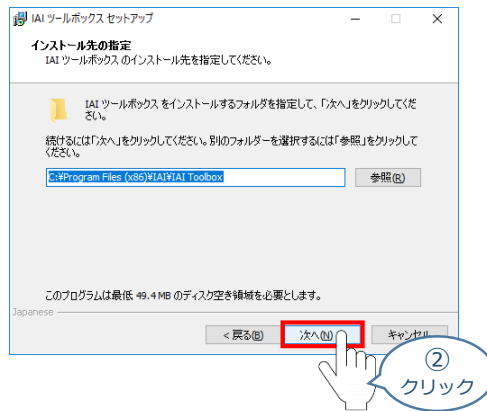 IAI ツールボックス セットアップ
インストール先の指定
IAI ツールボックス のインストール先を指定してください。
IAI ツールボックス をインストールするフォルダを指定して、「次へ」をクリックしてくだ
さい。
続けるには「次へ」をクリックしてください。別のフォルダーを選択するには「参照」をクリックして
ください。
C:¥Program Files (x86)¥IAI¥IAI Toolbox
参照(R)
このプログラムは最低 49.4 MB のディスク空き領域を必要とします。
Japanese
< 戻る(B)
次へ(N)
キャンセル
②
クリック